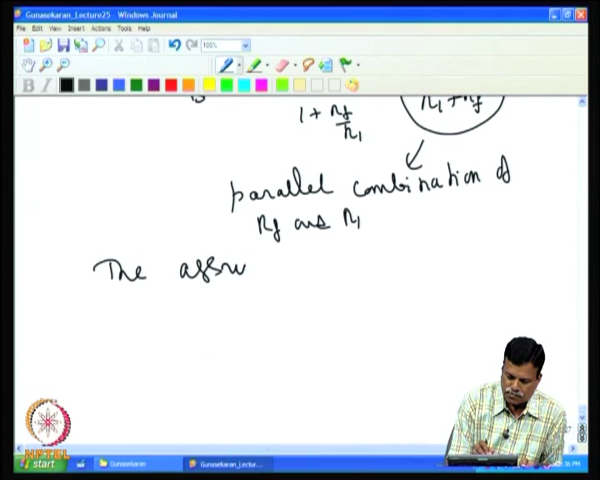 Gunasekaran_Lecture25 - Windows Journal
File Edit View Insert Actions Tools Help
100%
B I
1 + Rf
R1
R1 + Rf
parallel combination of
Rf and R1
The assu
NPTEL
start Gunasekaran Gunasekaran_Lectur...